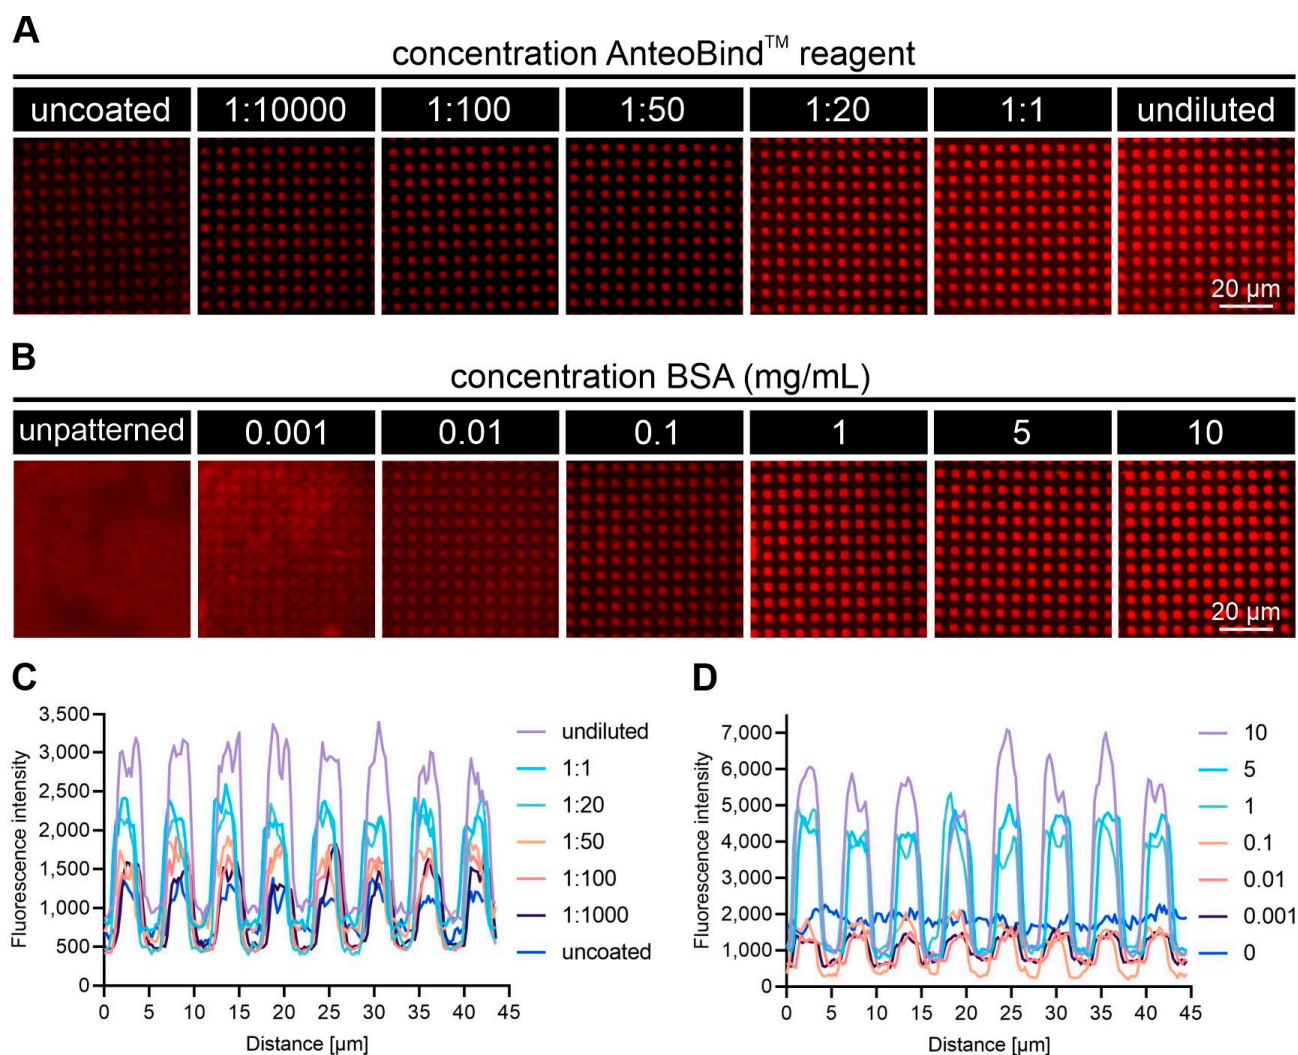 A
concentration AnteoBind™ reagent
uncoated 1:10000 1:100 1:50 1:20 1:1 undiluted
20 µm
B
concentration BSA (mg/mL)
unpatterned 0.001 0.01 0.1 1 5 10
20 µm
C
Fluorescence intensity
3,500
3,000
2,500
2,000
1,500
1,000
500
0
0 5 10 15 20 25 30 35 40 45
Distance [µm]
undiluted
1:1
1:20
1:50
1:100
1:1000
uncoated
D
Fluorescence intensity
7,000
6,000
5,000
4,000
3,000
2,000
1,000
0
0 5 10 15 20 25 30 35 40 45
Distance [µm]
10
5
1
0.1
0.01
0.001
0